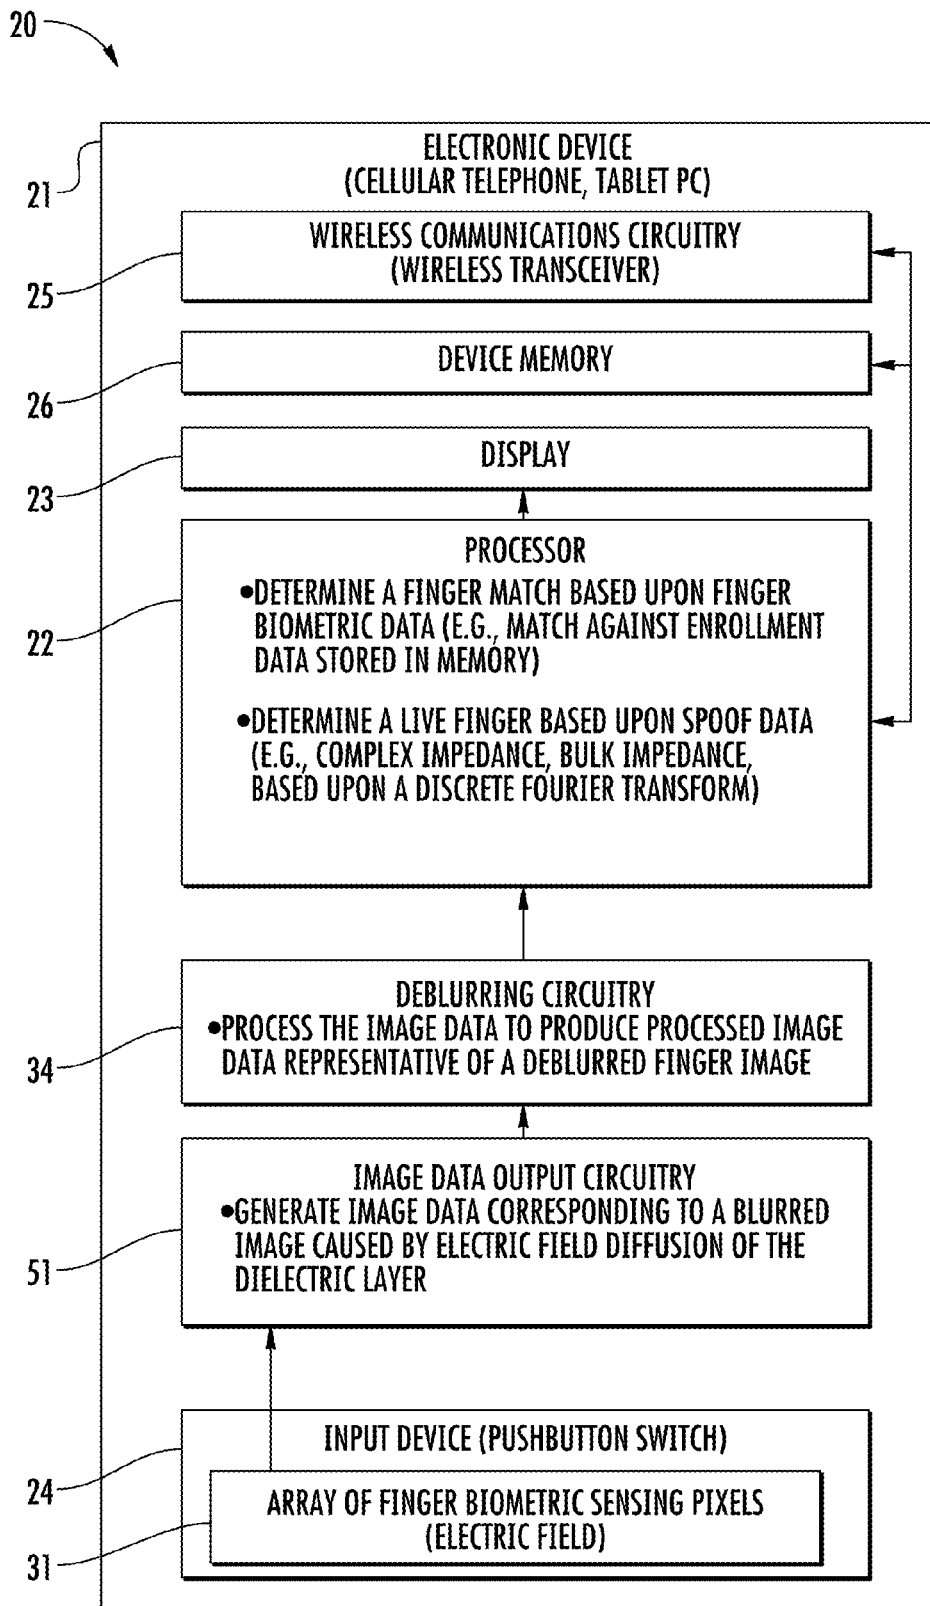 20
21
ELECTRONIC DEVICE
(CELLULAR TELEPHONE, TABLET PC)
WIRELESS COMMUNICATIONS CIRCUITRY
(WIRELESS TRANSCEIVER)
25
DEVICE MEMORY
26
DISPLAY
23
PROCESSOR
•DETERMINE A FINGER MATCH BASED UPON FINGER
BIOMETRIC DATA (E.G., MATCH AGAINST ENROLLMENT
DATA STORED IN MEMORY)
22
•DETERMINE A LIVE FINGER BASED UPON SPOOF DATA
(E.G., COMPLEX IMPEDANCE, BULK IMPEDANCE,
BASED UPON A DISCRETE FOURIER TRANSFORM)
DEBLURRING CIRCUITRY
•PROCESS THE IMAGE DATA TO PRODUCE PROCESSED IMAGE
DATA REPRESENTATIVE OF A DEBLURRED FINGER IMAGE
34
IMAGE DATA OUTPUT CIRCUITRY
•GENERATE IMAGE DATA CORRESPONDING TO A BLURRED
IMAGE CAUSED BY ELECTRIC FIELD DIFFUSION OF THE
DIELECTRIC LAYER
51
INPUT DEVICE (PUSHBUTTON SWITCH)
24
ARRAY OF FINGER BIOMETRIC SENSING PIXELS
(ELECTRIC FIELD)
31